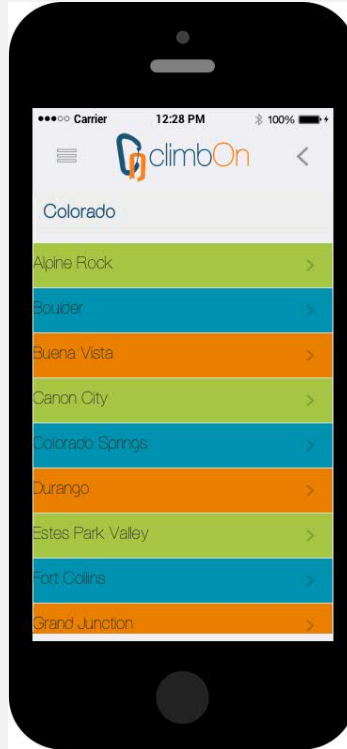 Carrier 12:28 PM 100%
climbOn
Colorado
Alpine Rock
Boulder
Buena Vista
Canon City
Colorado Springs
Durango
Estes Park Valley
Fort Collins
Grand Junction